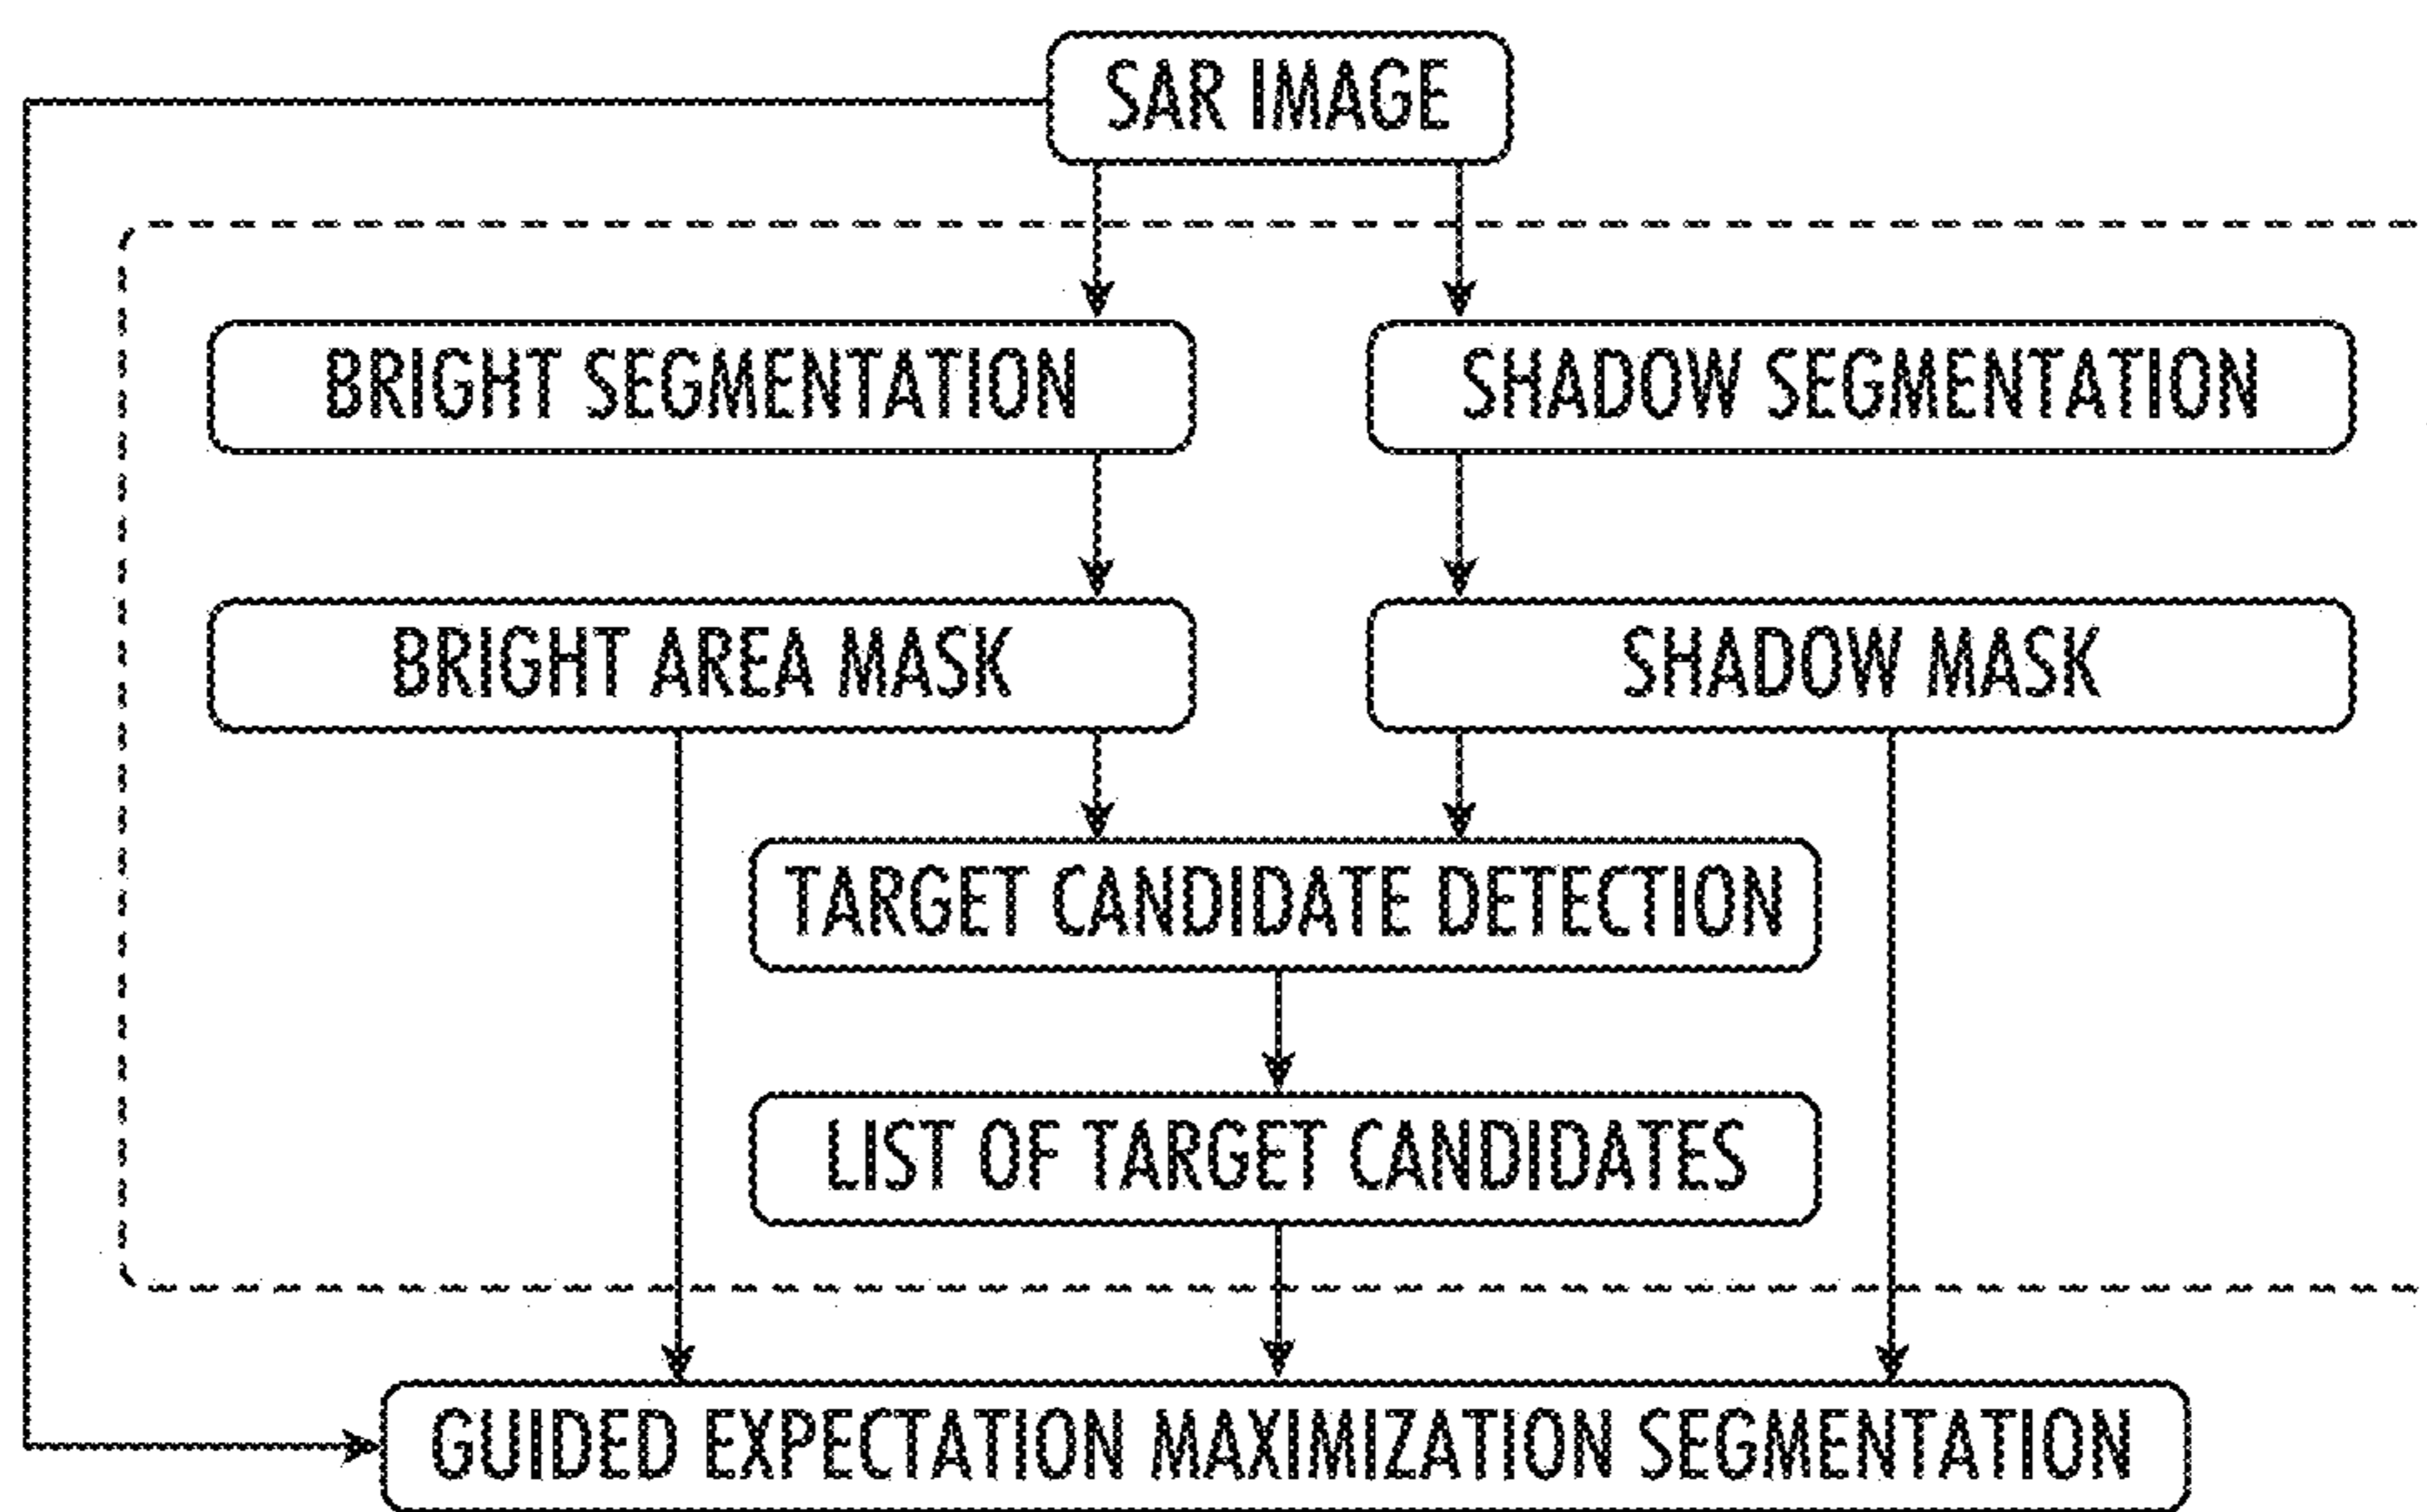 SAR IMAGE
BRIGHT SEGMENTATION
SHADOW SEGMENTATION
BRIGHT AREA MASK
SHADOW MASK
TARGET CANDIDATE DETECTION
LIST OF TARGET CANDIDATES
GUIDED EXPECTATION MAXIMIZATION SEGMENTATION